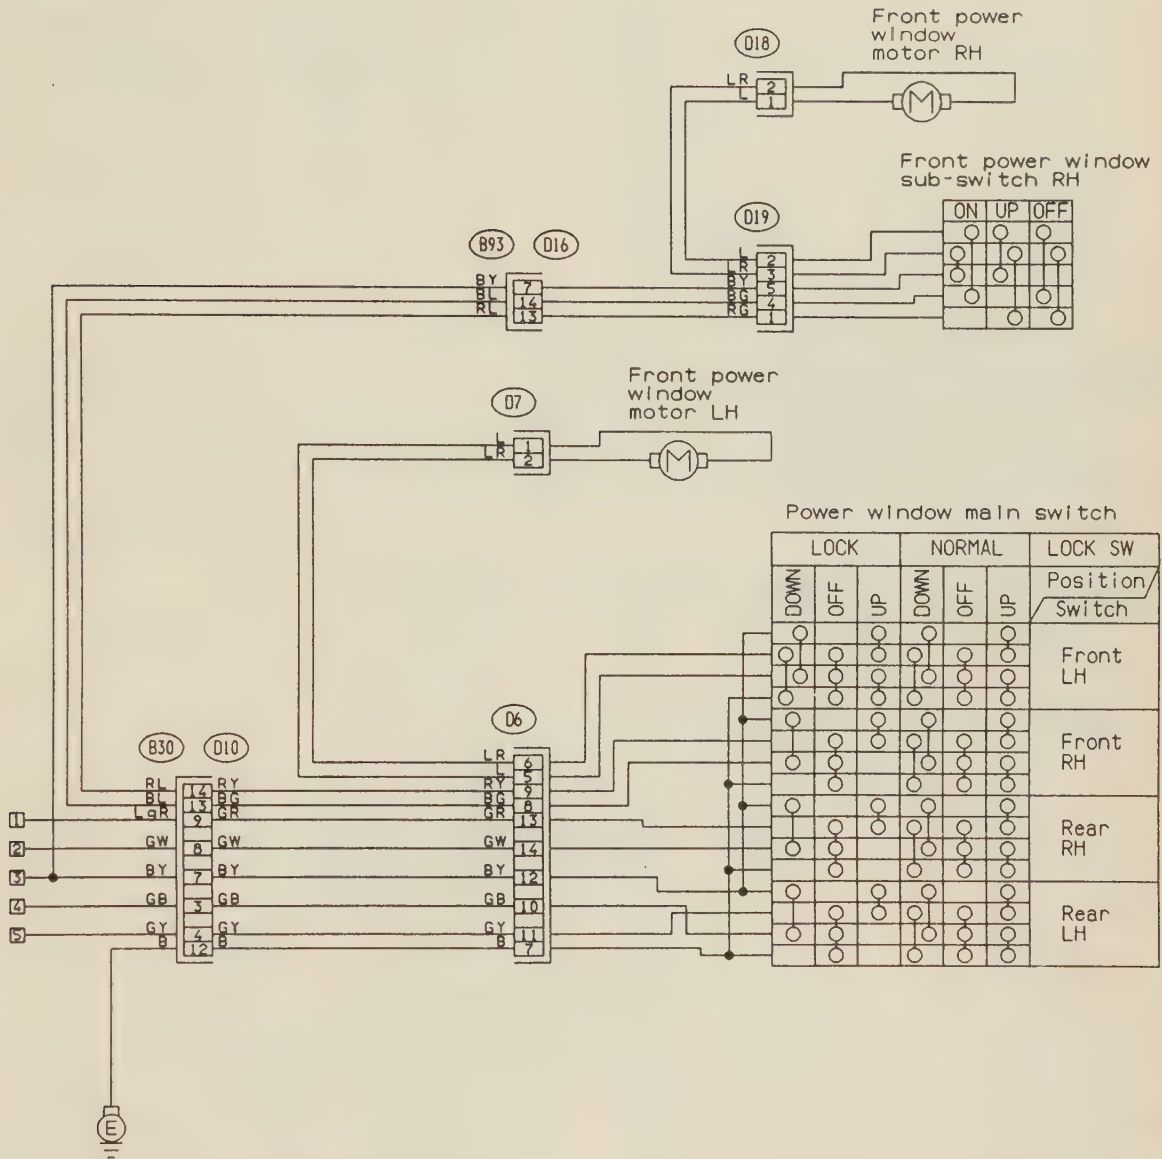 Front power
window
motor RH
D18
LR 2
L 1
M
Front power window
sub-switch RH
ON UP OFF
D19
B93 D16
L 2
LR 3
BY 5
BG 4
RG 1
BY 7
BL 14
RL 13
Front power
window
motor LH
D7
L 1
LR 2
M
Power window main switch
LOCK NORMAL LOCK SW
DOWN OFF UP DOWN OFF UP Position
Switch
Front
LH
Front
RH
Rear
RH
Rear
LH
D6
B30 D10
LR 6
L 5
RL 14 RY RY 9
BL 13 BG BG 8
1 LgR 9 GR GR 13
2 GW 8 GW GW 14
3 BY 7 BY BY 12
4 GB 3 GB GB 10
5 GY 4 GY GY 11
B 12 B B 7
E